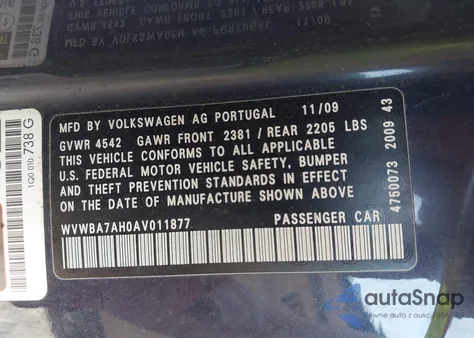 MFD BY VOLKSWAGEN AG PORTUGAL 11/09
GVWR 4542 GAWR FRONT 2381 / REAR 2205 LBS
THIS VEHICLE CONFORMS TO ALL APPLICABLE
U.S. FEDERAL MOTOR VEHICLE SAFETY, BUMPER
AND THEFT PREVENTION STANDARDS IN EFFECT
ON THE DATE OF MANUFACTURE SHOWN ABOVE.
WVWBA7AH0AV011877 PASSENGER CAR
4750073 2009 43
1Q0 010 738 G
autoSnap